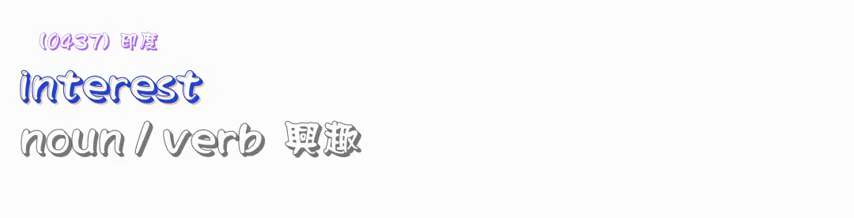 (0437) 印度
interest
noun / verb 興趣